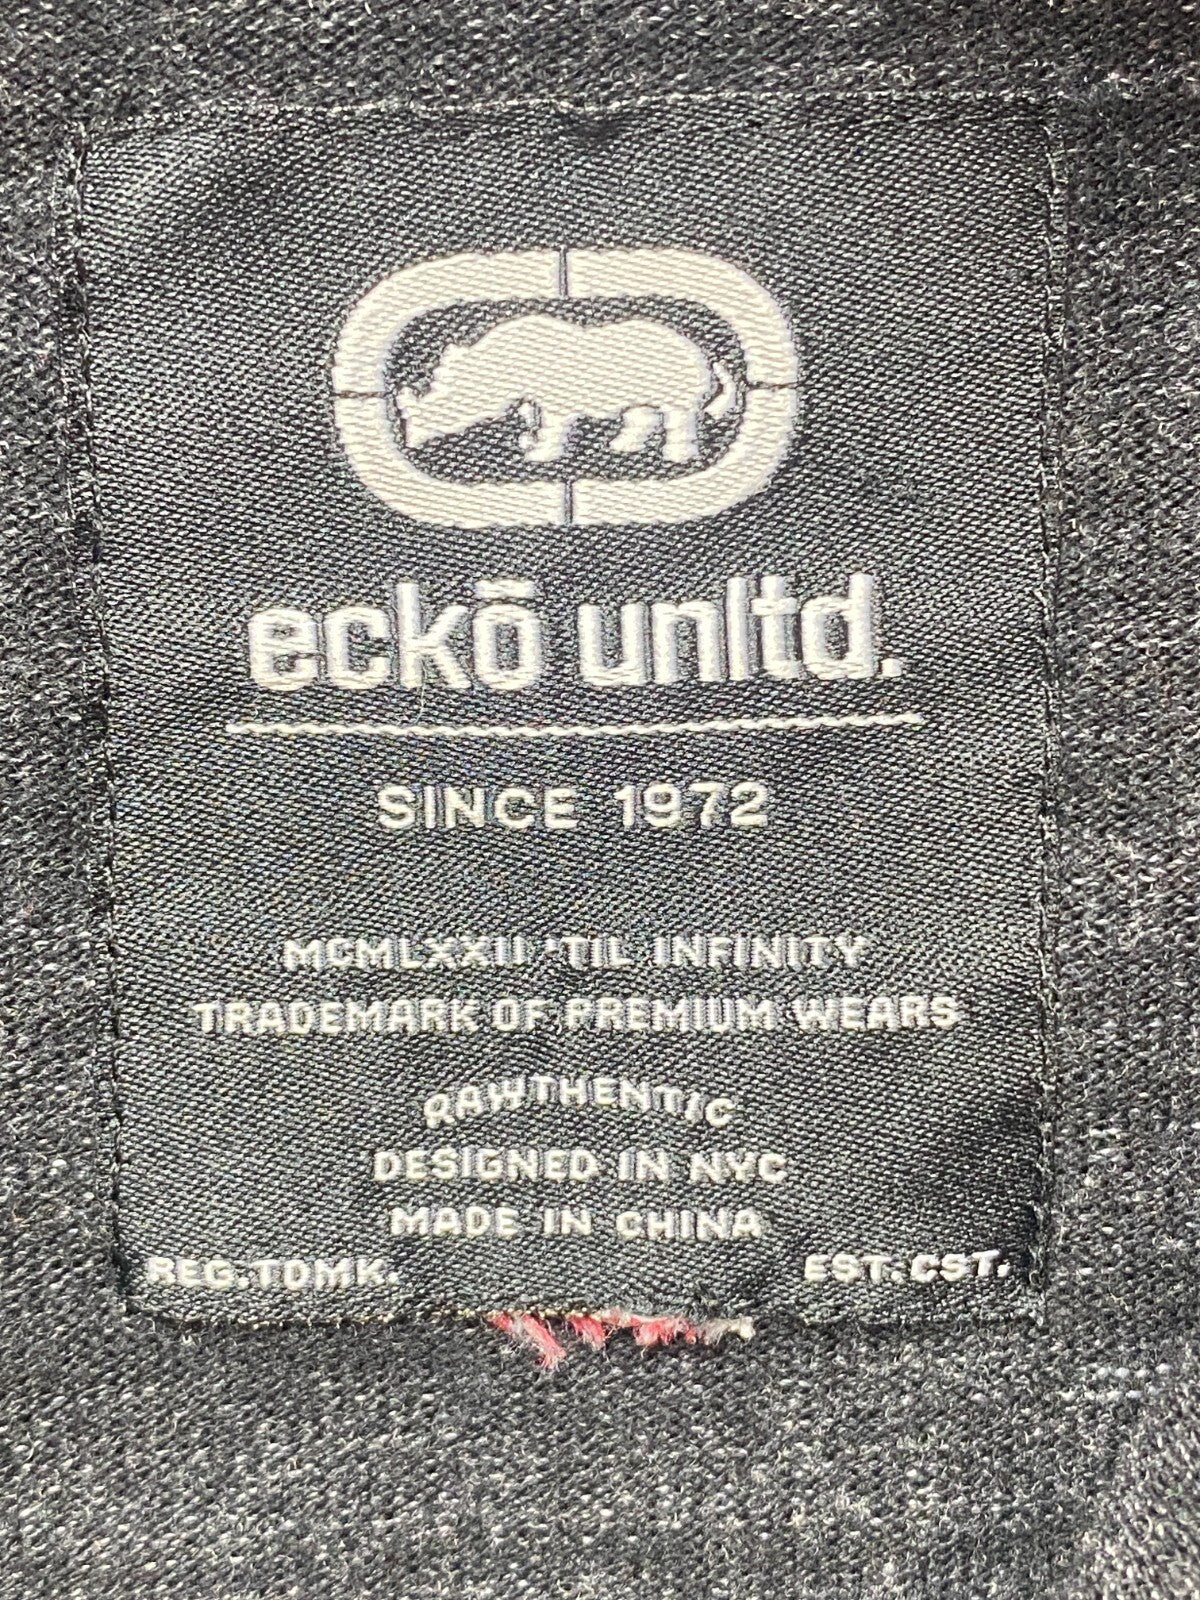 eckō unltd.
SINCE 1972
MCMLXXII 'TIL INFINITY
TRADEMARK OF PREMIUM WEARS
RAWTHENTIC
DESIGNED IN NYC
MADE IN CHINA
REG.TDMK. EST.CST.